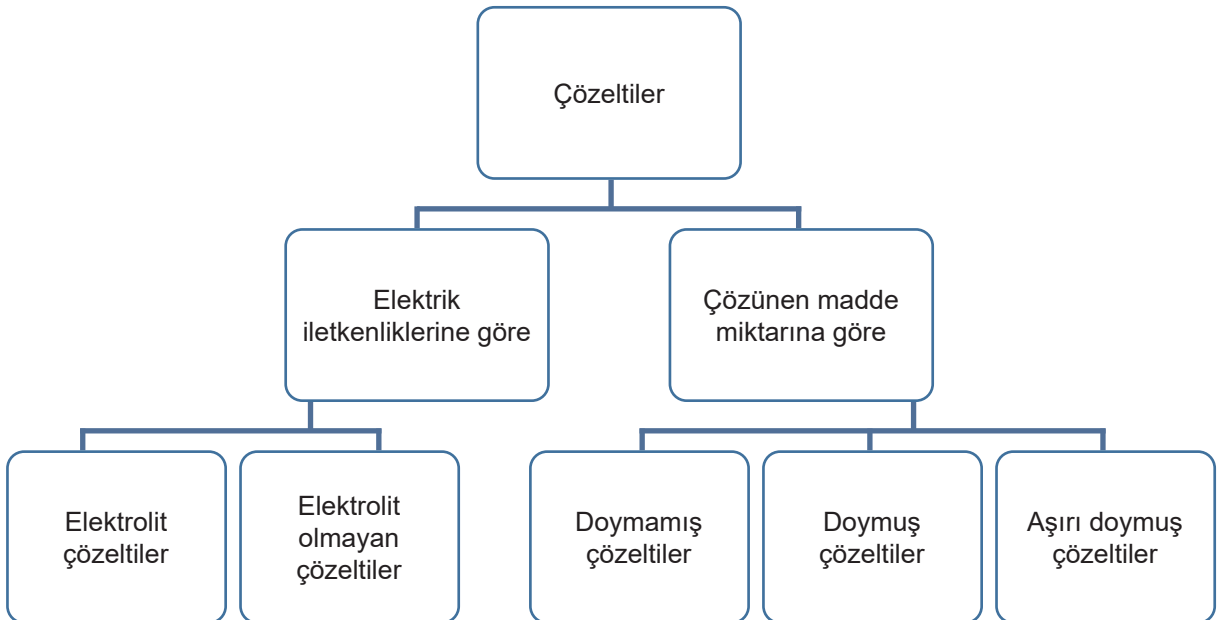 Çözeltiler
Elektrik
iletkenliklerine göre
Çözünen madde
miktarına göre
Elektrolit
çözeltiler
Elektrolit
olmayan
çözeltiler
Doymamış
çözeltiler
Doymuş
çözeltiler
Aşırı doymuş
çözeltiler